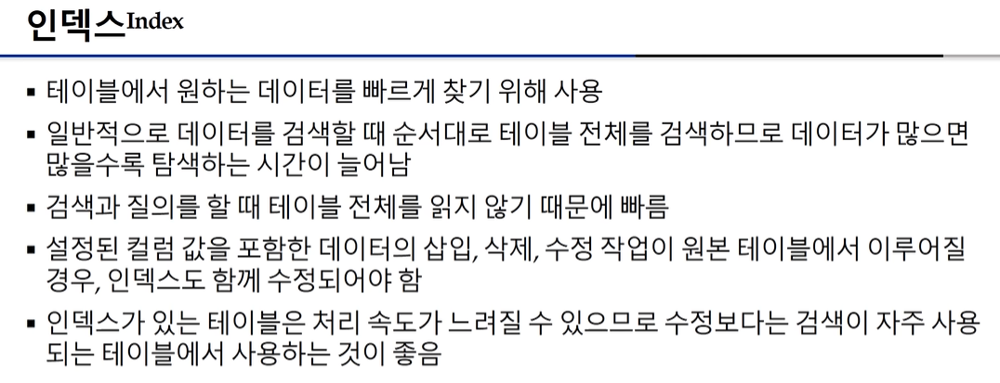 인덱스Index
▪ 테이블에서 원하는 데이터를 빠르게 찾기 위해 사용
▪ 일반적으로 데이터를 검색할 때 순서대로 테이블 전체를 검색하므로 데이터가 많으면
많을수록 탐색하는 시간이 늘어남
▪ 검색과 질의를 할 때 테이블 전체를 읽지 않기 때문에 빠름
▪ 설정된 컬럼 값을 포함한 데이터의 삽입, 삭제, 수정 작업이 원본 테이블에서 이루어질
경우, 인덱스도 함께 수정되어야 함
▪ 인덱스가 있는 테이블은 처리 속도가 느려질 수 있으므로 수정보다는 검색이 자주 사용
되는 테이블에서 사용하는 것이 좋음